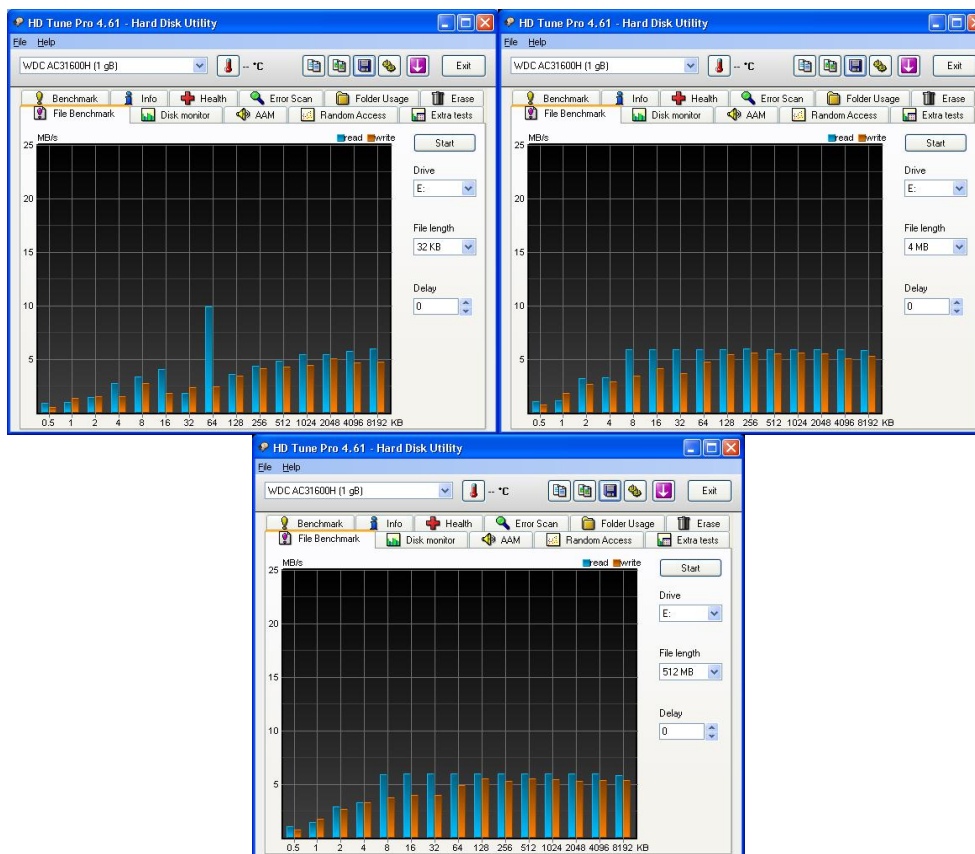 HD Tune Pro 4.61 - Hard Disk Utility
File Help
WDC AC31600H (1 gB)
-- °C
Exit
Benchmark Info Health Error Scan Folder Usage Erase
File Benchmark Disk monitor AAM Random Access Extra tests
MB/s
read write
25
20
15
10
5
0.5 1 2 4 8 16 32 64 128 256 512 1024 2048 4096 8192 KB
Start
Drive
E:
File length
32 KB
Delay
0
HD Tune Pro 4.61 - Hard Disk Utility
File Help
WDC AC31600H (1 gB)
-- °C
Exit
Benchmark Info Health Error Scan Folder Usage Erase
File Benchmark Disk monitor AAM Random Access Extra tests
MB/s
read write
25
20
15
10
5
0.5 1 2 4 8 16 32 64 128 256 512 1024 2048 4096 8192 KB
Start
Drive
E:
File length
4 MB
Delay
0
HD Tune Pro 4.61 - Hard Disk Utility
File Help
WDC AC31600H (1 gB)
-- °C
Exit
Benchmark Info Health Error Scan Folder Usage Erase
File Benchmark Disk monitor AAM Random Access Extra tests
MB/s
read write
25
20
15
10
5
0.5 1 2 4 8 16 32 64 128 256 512 1024 2048 4096 8192 KB
Start
Drive
E:
File length
512 MB
Delay
0